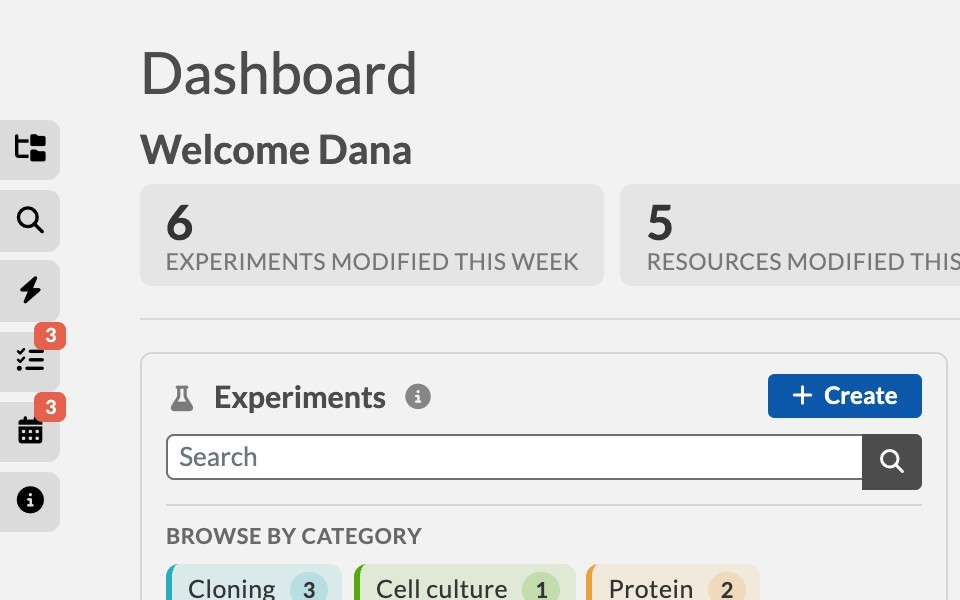 Dashboard
Welcome Dana
6
EXPERIMENTS MODIFIED THIS WEEK
5
RESOURCES MODIFIED THIS
3
3
Experiments
+ Create
Search
BROWSE BY CATEGORY
Cloning 3
Cell culture 1
Protein 2